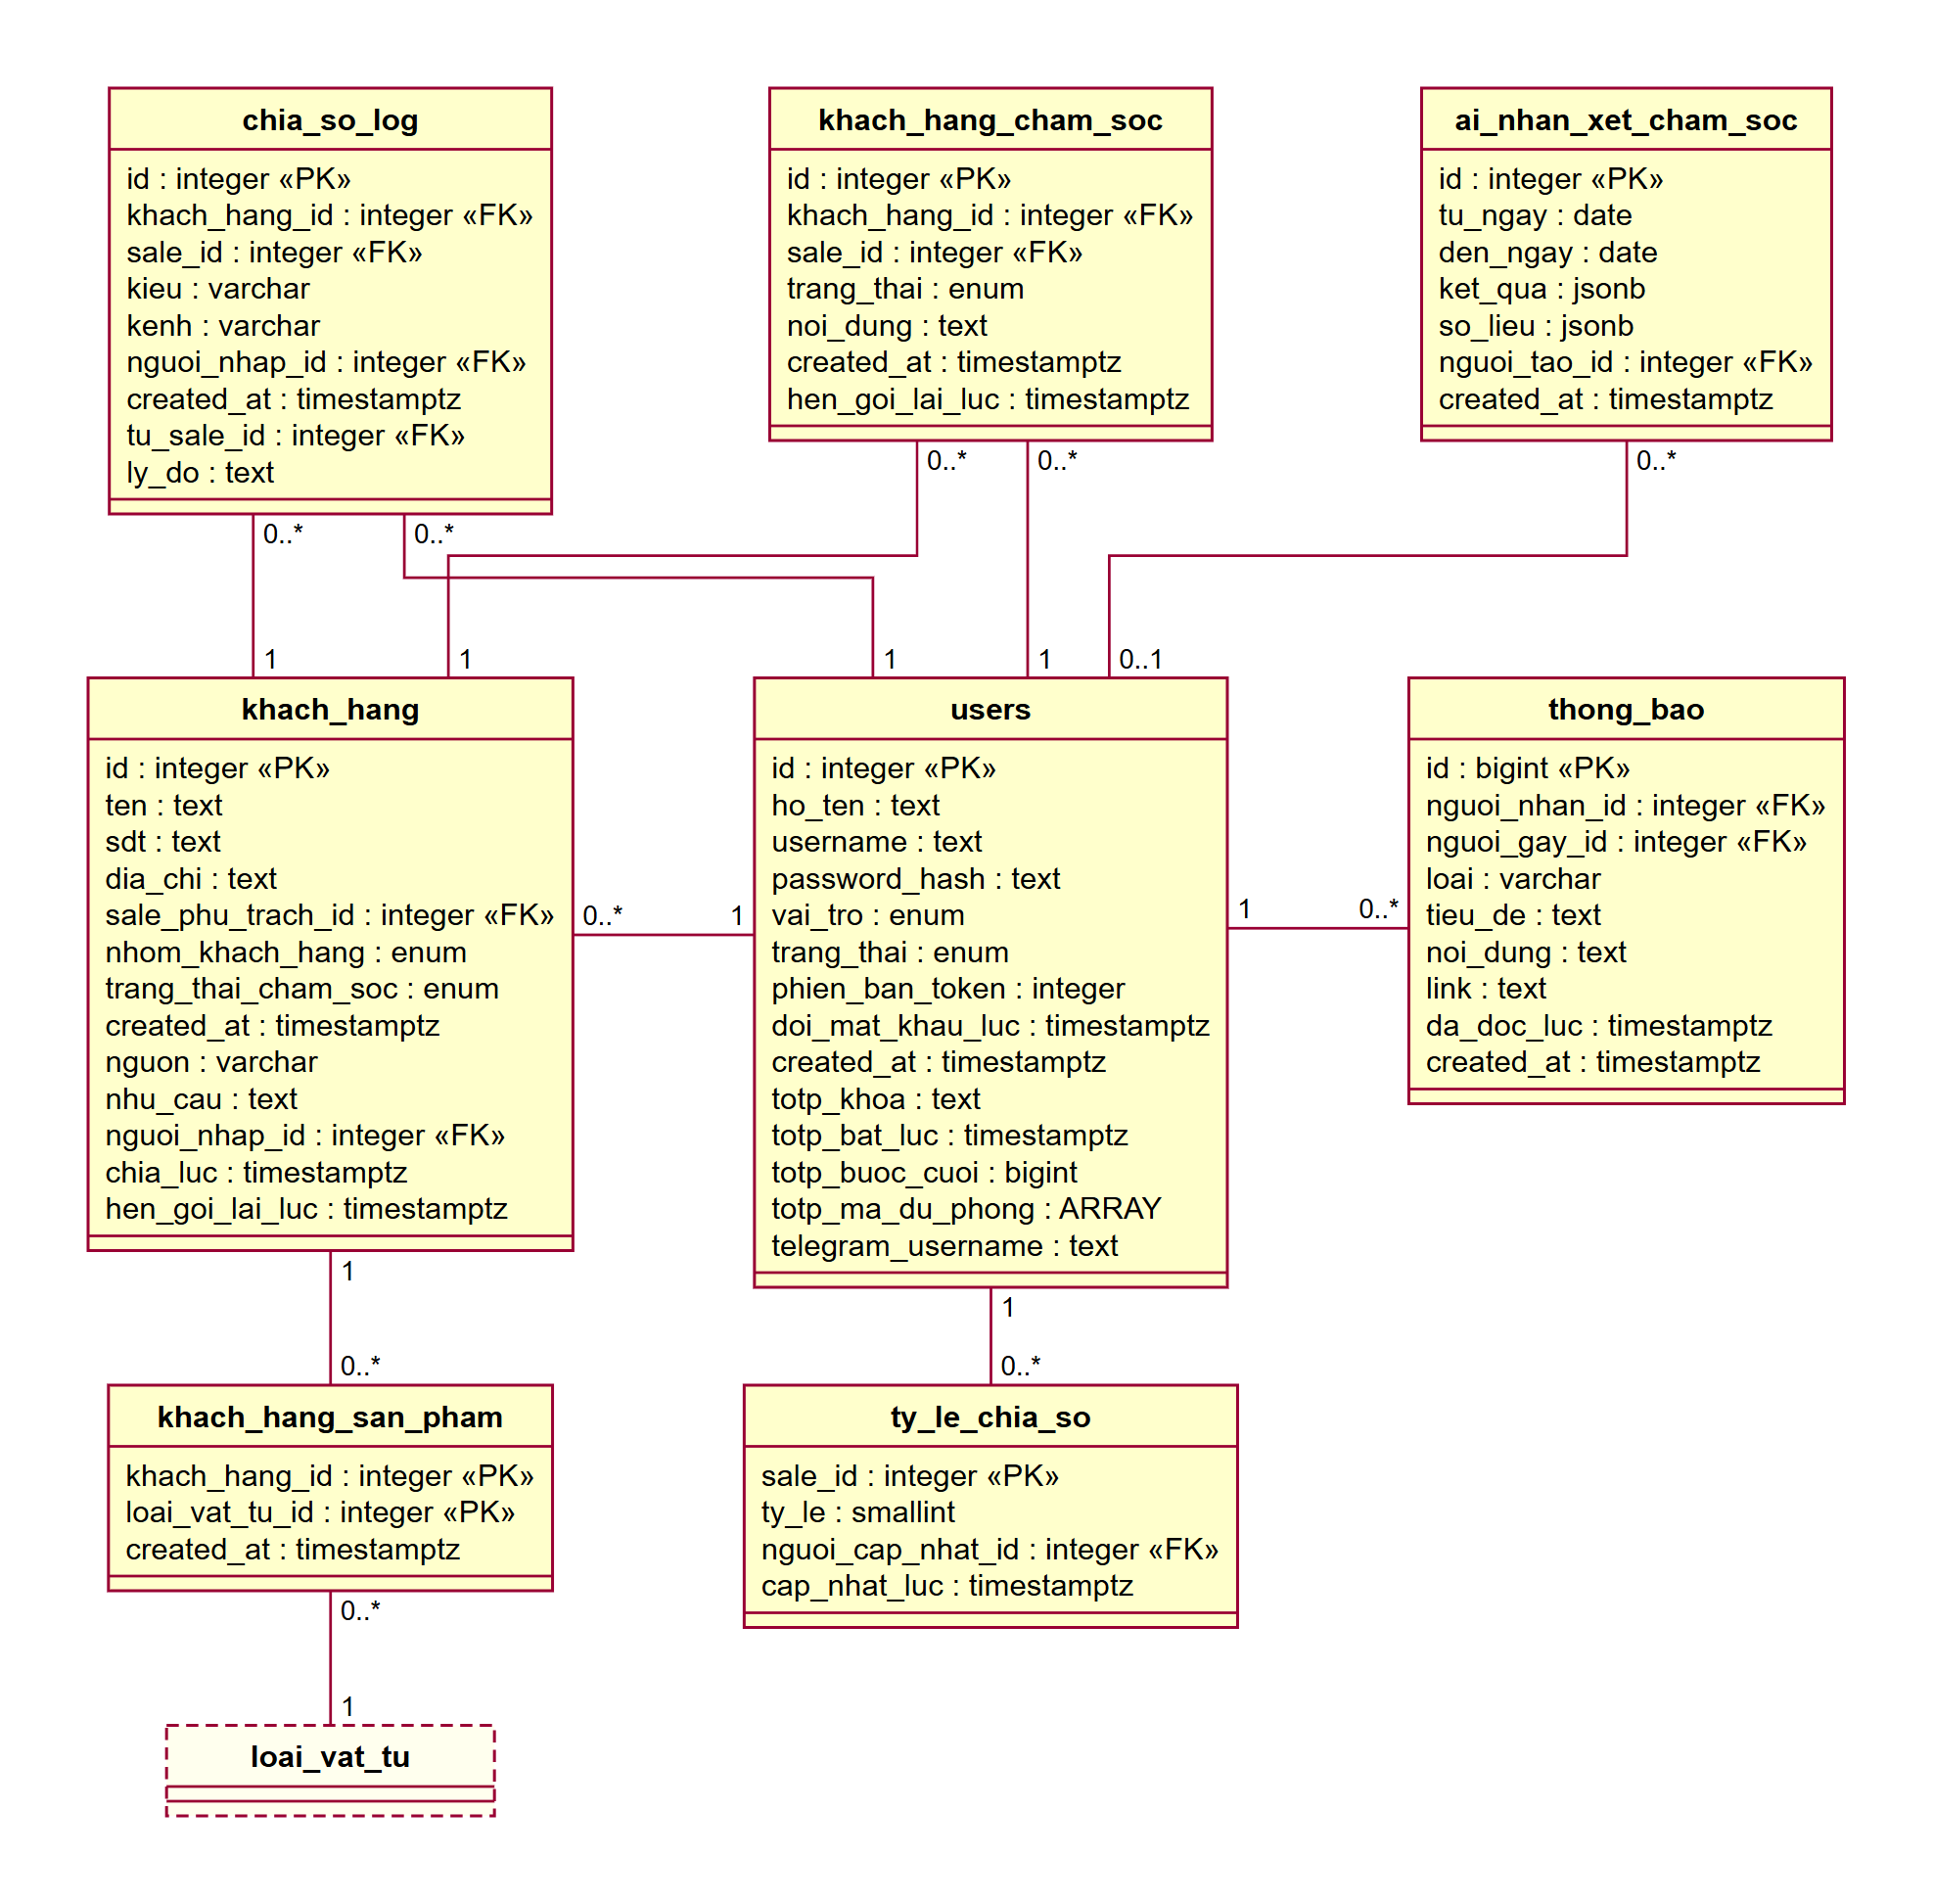 chia_so_log
id : integer «PK»
khach_hang_id : integer «FK»
sale_id : integer «FK»
kieu : varchar
kenh : varchar
nguoi_nhap_id : integer «FK»
created_at : timestamptz
tu_sale_id : integer «FK»
ly_do : text
khach_hang_cham_soc
id : integer «PK»
khach_hang_id : integer «FK»
sale_id : integer «FK»
trang_thai : enum
noi_dung : text
created_at : timestamptz
hen_goi_lai_luc : timestamptz
ai_nhan_xet_cham_soc
id : integer «PK»
tu_ngay : date
den_ngay : date
ket_qua : jsonb
so_lieu : jsonb
nguoi_tao_id : integer «FK»
created_at : timestamptz
0..*
0..*
0..*
0..*
0..*
1
1
1
1
0..1
khach_hang
id : integer «PK»
ten : text
sdt : text
dia_chi : text
sale_phu_trach_id : integer «FK»
nhom_khach_hang : enum
trang_thai_cham_soc : enum
created_at : timestamptz
nguon : varchar
nhu_cau : text
nguoi_nhap_id : integer «FK»
chia_luc : timestamptz
hen_goi_lai_luc : timestamptz
0..*
1
users
id : integer «PK»
ho_ten : text
username : text
password_hash : text
vai_tro : enum
trang_thai : enum
phien_ban_token : integer
doi_mat_khau_luc : timestamptz
created_at : timestamptz
totp_khoa : text
totp_bat_luc : timestamptz
totp_buoc_cuoi : bigint
totp_ma_du_phong : ARRAY
telegram_username : text
1
0..*
thong_bao
id : bigint «PK»
nguoi_nhan_id : integer «FK»
nguoi_gay_id : integer «FK»
loai : varchar
tieu_de : text
noi_dung : text
link : text
da_doc_luc : timestamptz
created_at : timestamptz
1
0..*
1
0..*
khach_hang_san_pham
khach_hang_id : integer «PK»
loai_vat_tu_id : integer «PK»
created_at : timestamptz
ty_le_chia_so
sale_id : integer «PK»
ty_le : smallint
nguoi_cap_nhat_id : integer «FK»
cap_nhat_luc : timestamptz
0..*
1
loai_vat_tu